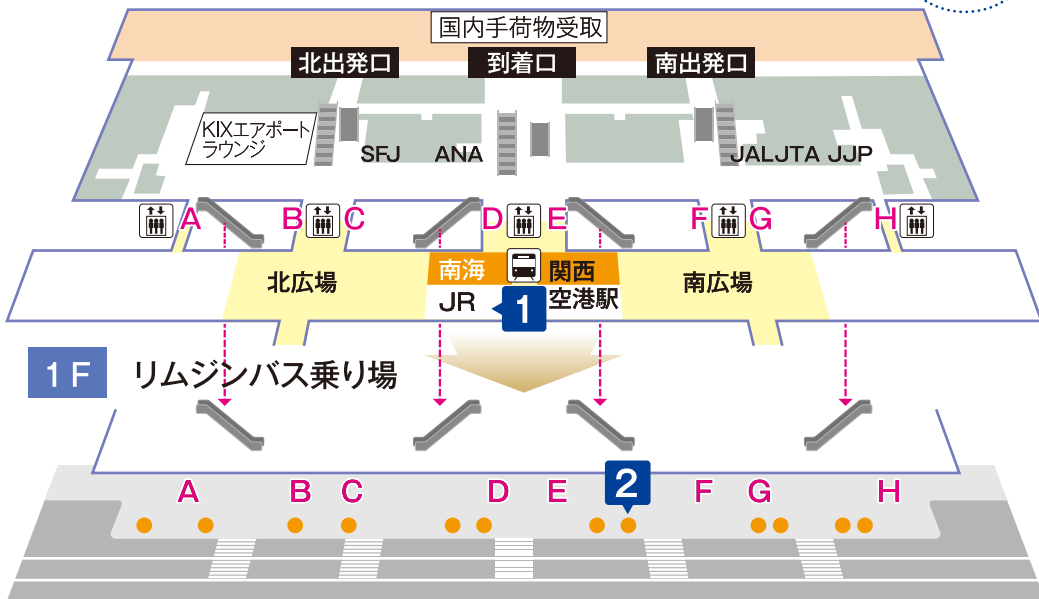 国内手荷物受取
北出発口
到着口
南出発口
KIXエアポート
ラウンジ
SFJ
ANA
JAL JTA JJP
A
B
C
D
E
F
G
H
北広場
南海
JR
1
関西
空港駅
南広場
1F
リムジンバス乗り場
A
B
C
D
E
2
F
G
H